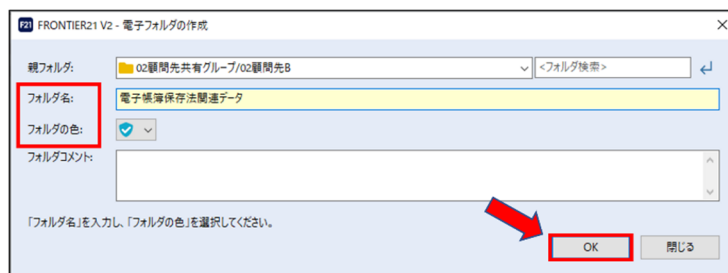 F21 FRONTIER21 V2 - 電子フォルダの作成
親フォルダ: 02顧問先共有グループ/02顧問先B <フォルダ検索>
フォルダ名: 電子帳簿保存法関連データ
フォルダの色:
フォルダコメント:
「フォルダ名」を入力し、「フォルダの色」を選択してください。
OK 閉じる